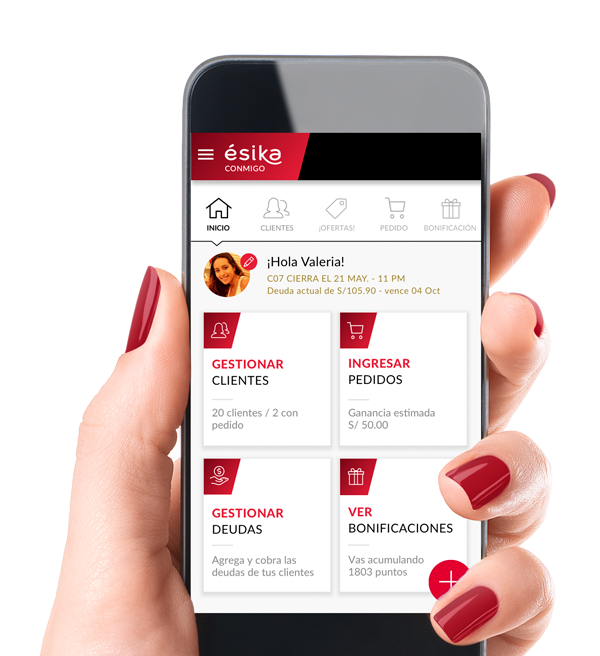 ésika
CONMIGO
INICIO
CLIENTES
¡OFERTAS!
PEDIDO
BONIFICACIÓN
¡Hola Valeria!
C07 CIERRA EL 21 MAY. - 11 PM
Deuda actual de S/105.90 - vence 04 Oct
GESTIONAR
CLIENTES
20 clientes / 2 con
pedido
INGRESAR
PEDIDOS
Ganancia estimada
S/ 50.00
GESTIONAR
DEUDAS
Agrega y cobra las
deudas de tus clientes
VER
BONIFICACIONES
Vas acumulando
1803 puntos